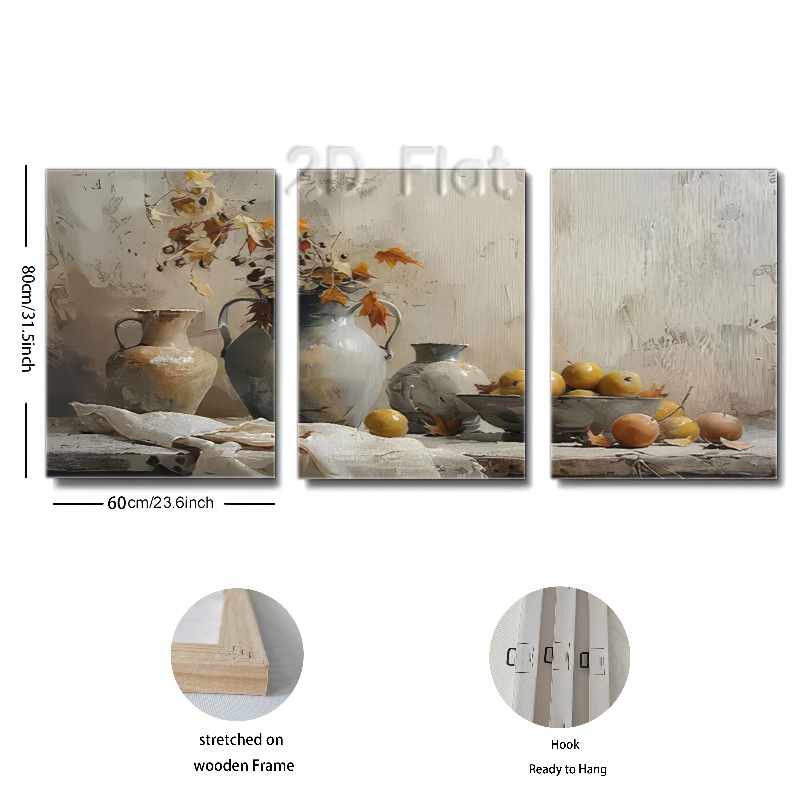 2D Flat
80cm/31.5inch
60cm/23.6inch
stretched on
wooden Frame
Hook
Ready to Hang